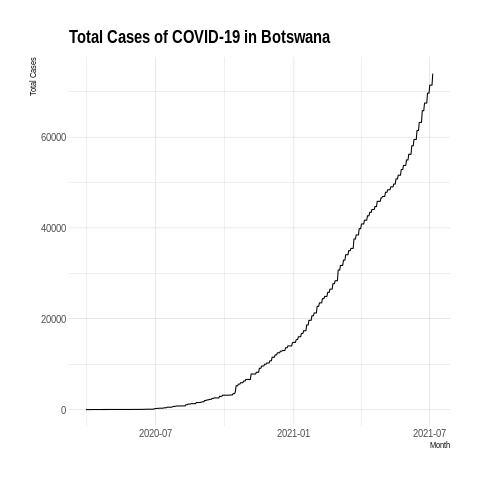 Total Cases of COVID-19 in Botswana
Total Cases
60000
40000
20000
0
2020-07
2021-01
2021-07
Month